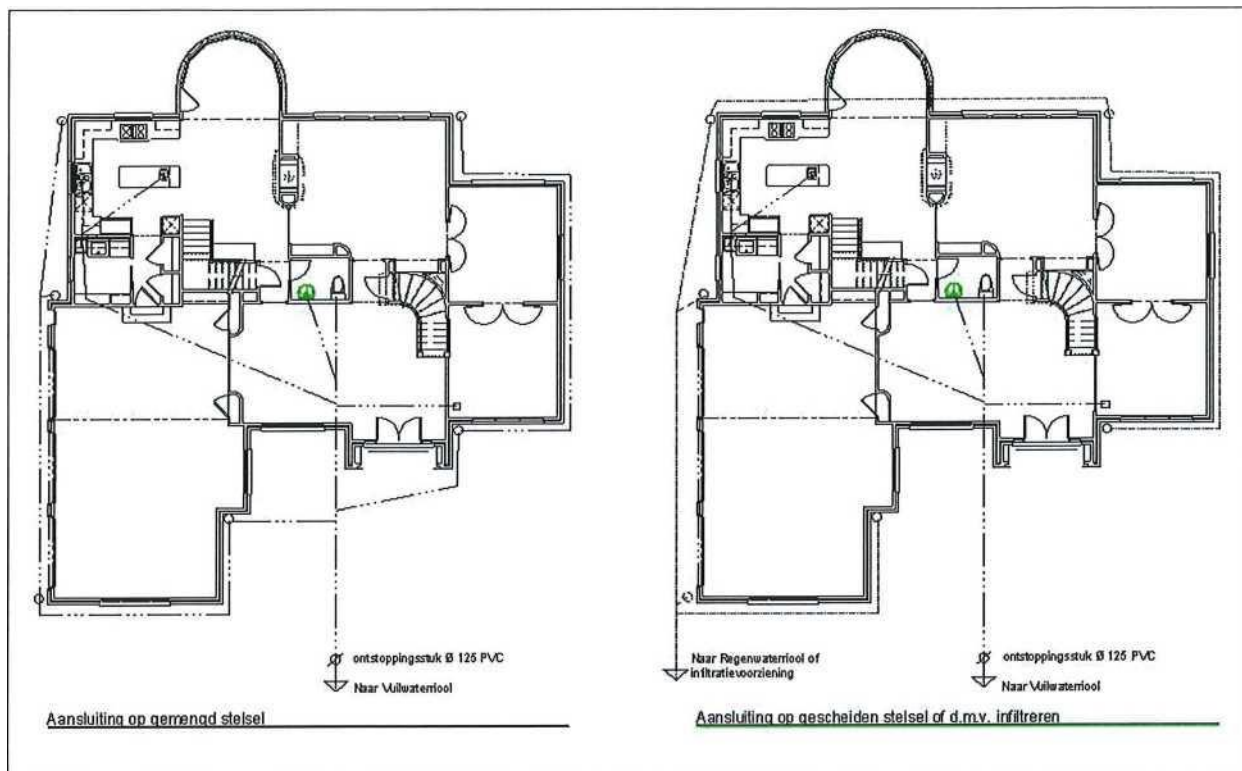 ontstoppingsstuk Ø 125 PVC
Naar Vuilwaterriool
Aansluiting op gemengd stelsel
Naar Regenwaterriool of
infiltratievoorziening
ontstoppingsstuk Ø 125 PVC
Naar Vuilwaterriool
Aansluiting op gescheiden stelsel of d.m.v. infiltreren